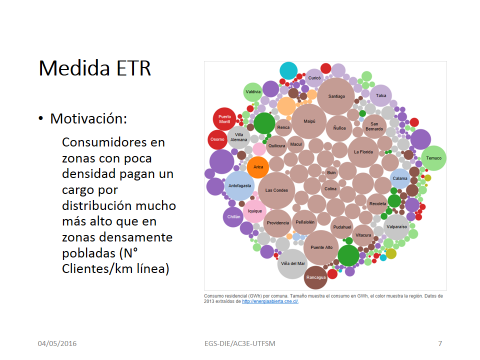 Medida ETR
• Motivación:
Consumidores en
zonas con poca
densidad pagan un
cargo por
distribución mucho
más alto que en
zonas densamente
pobladas (N°
Clientes/km línea)
Curicó
Valdivia
Santiago
Talca
Puerto
Montt
Maipú
Renca
Ñuñoa
San
Bernardo
Osorno
Villa
Alemana
Quilicura
Macul
La Florida
Temuco
Arica
Buin
Calama
Antofagasta
Las Condes
Colina
Recoleta
Iquique
Chillán
Providencia
Peñalolén
Pudahuel
Valparaíso
Vitacura
Puente Alto
Villa del Mar
Rancagua
Consumo residencial (GWh) por comuna. Tamaño muestra el consumo en GWh, el color muestra la región. Datos de
2013 extraídos de http://energiaabierta.cne.cl/.
04/05/2016
EGS-DIE/AC3E-UTFSM
7